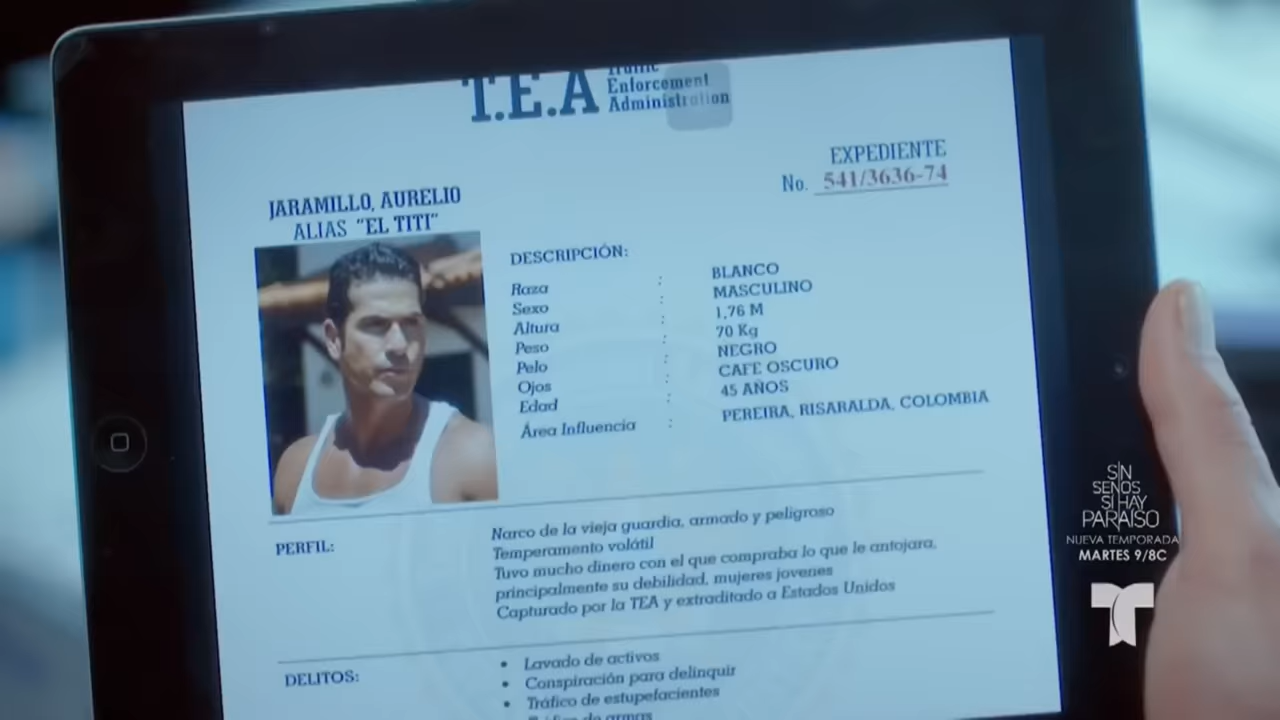 T.E.A
Traffic
Enforcement
Administration
EXPEDIENTE
No. 541/3636-74
JARAMILLO, AURELIO
ALIAS "EL TITI"
DESCRIPCIÓN:
Raza : BLANCO
Sexo : MASCULINO
Altura : 1,76 M
Peso : 70 Kg
Pelo : NEGRO
Ojos : CAFE OSCURO
Edad : 45 AÑOS
Área Influencia : PEREIRA, RISARALDA, COLOMBIA
PERFIL:
Narco de la vieja guardia, armado y peligroso
Temperamento volátil
Tuvo mucho dinero con el que compraba lo que le antojara,
principalmente su debilidad, mujeres jovenes
Capturado por la TEA y extraditado a Estados Unidos
DELITOS:
• Lavado de activos
• Conspiración para delinquir
• Tráfico de estupefacientes
• Tráfico de armas
SIN
SENOS
SÍ HAY
PARAÍSO
NUEVA TEMPORADA
MARTES 9/8C
T